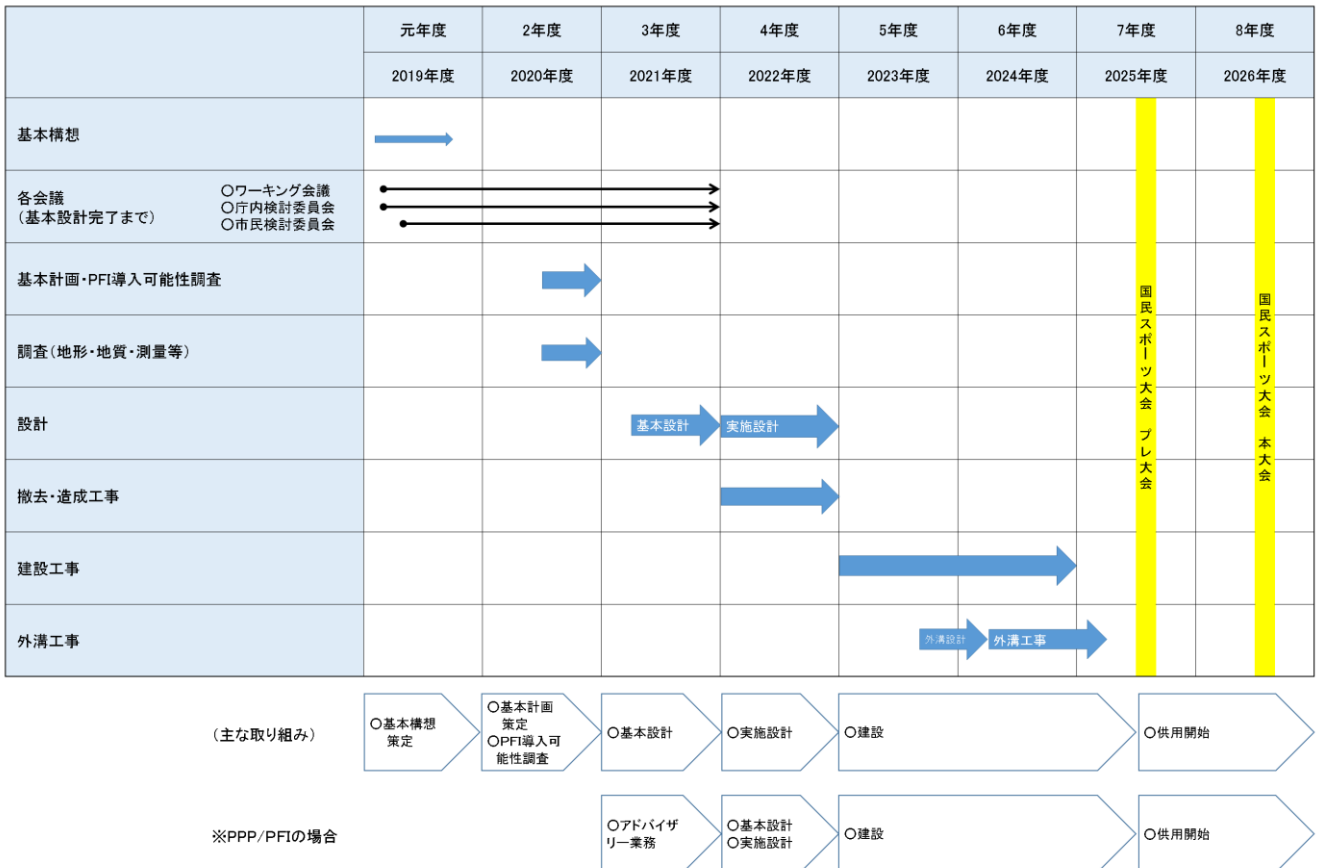 元年度 2年度 3年度 4年度 5年度 6年度 7年度 8年度
2019年度 2020年度 2021年度 2022年度 2023年度 2024年度 2025年度 2026年度
基本構想
各会議
(基本設計完了まで)
○ワーキング会議
○庁内検討委員会
○市民検討委員会
基本計画・PFI導入可能性調査
調査(地形・地質・測量等)
設計
基本設計
実施設計
撤去・造成工事
建設工事
外溝工事
外溝設計
外溝工事
国民スポーツ大会 プレ大会
国民スポーツ大会 本大会
(主な取り組み)
○基本構想
策定
○基本計画
策定
○PFI導入可
能性調査
○基本設計
○実施設計
○建設
○供用開始
※PPP/PFIの場合
○アドバイザ
リー業務
○基本設計
○実施設計
○建設
○供用開始